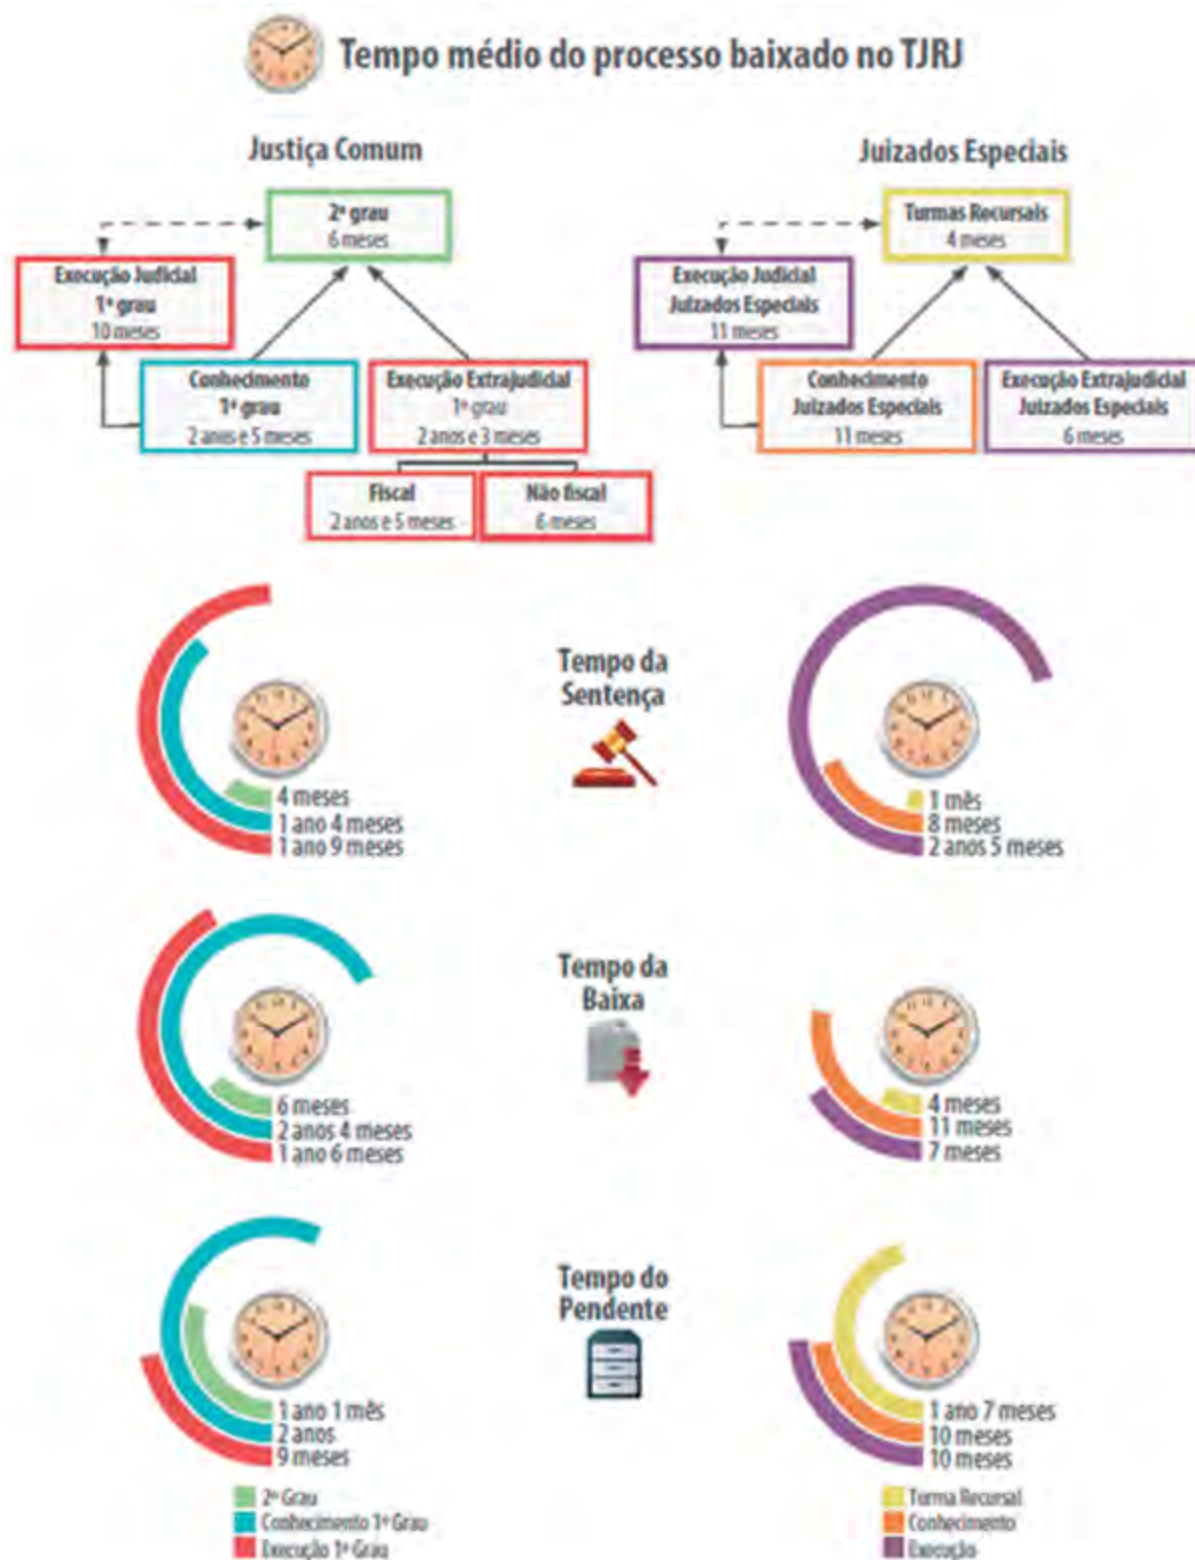 Tempo médio do processo baixado no TJRJ
Justiça Comum
2º grau
6 meses
Execução Judicial
1º grau
10 meses
Conhecimento
1º grau
2 anos e 5 meses
Execução Extrajudicial
1º grau
2 anos e 3 meses
Fiscal
2 anos e 5 meses
Não fiscal
6 meses
Juizados Especiais
Turmas Recursais
4 meses
Execução Judicial
Juizados Especiais
11 meses
Conhecimento
Juizados Especiais
11 meses
Execução Extrajudicial
Juizados Especiais
6 meses
Tempo da
Sentença
4 meses
1 ano 4 meses
1 ano 9 meses
1 mês
8 meses
2 anos 5 meses
Tempo da
Baixa
6 meses
2 anos 4 meses
1 ano 6 meses
4 meses
11 meses
7 meses
Tempo do
Pendente
1 ano 1 mês
2 anos
9 meses
1 ano 7 meses
10 meses
10 meses
2º Grau
Conhecimento 1º Grau
Execução 1º Grau
Turma Recursal
Conhecimento
Execução